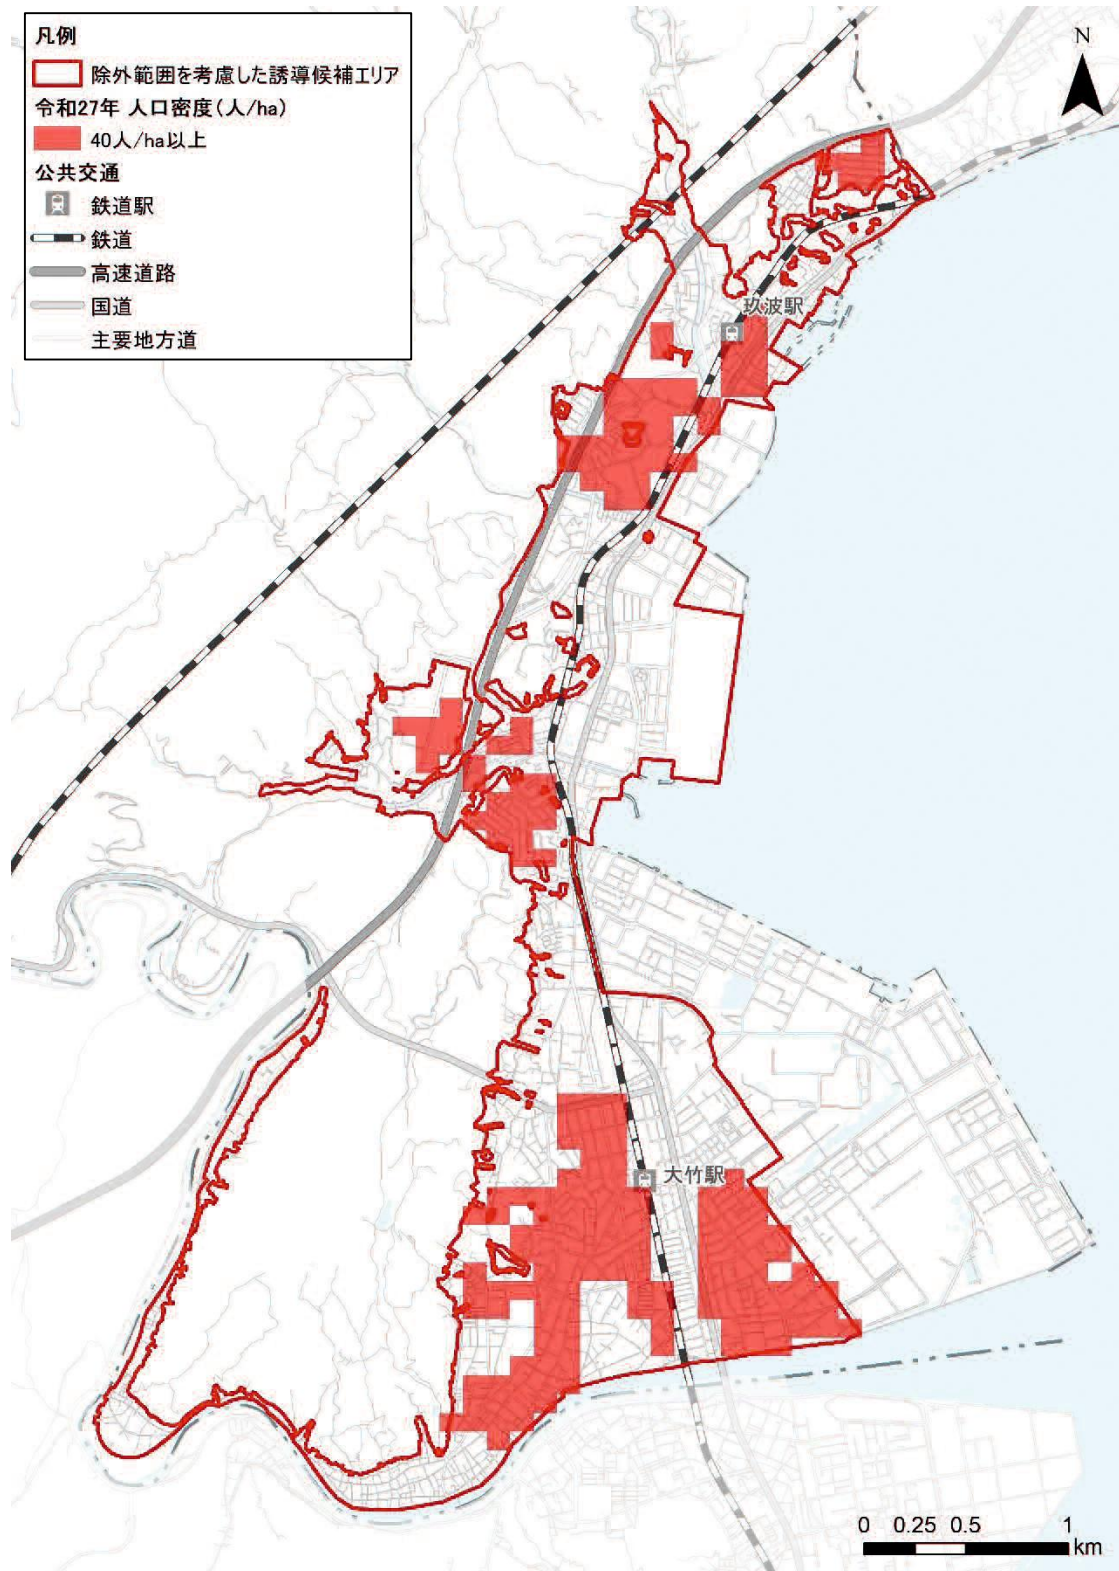 凡例
除外範囲を考慮した誘導候補エリア
令和27年 人口密度(人/ha)
40人/ha以上
公共交通
鉄道駅
鉄道
高速道路
国道
主要地方道
N
玖波駅
大竹駅
0 0.25 0.5 1
km